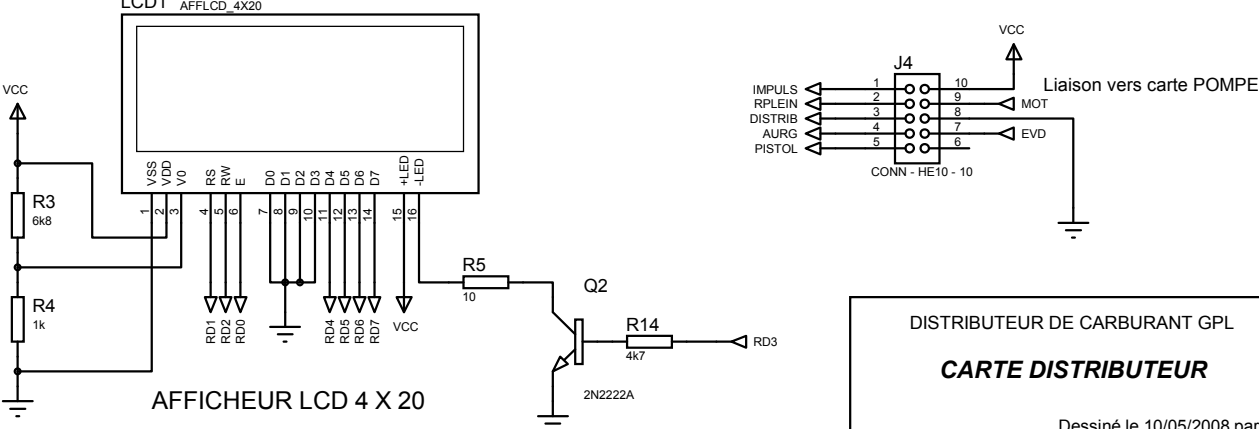 LCD1 AFFLCD_4X20
VCC
R3
6k8
R4
1k
VSS VDD V0 RS RW E D0 D1 D2 D3 D4 D5 D6 D7 +LED -LED
1 2 3 4 5 6 7 8 9 10 11 12 13 14 15 16
RD1 RD2 RD0 RD4 RD5 RD6 RD7 VCC
R5
10
Q2
R14
4k7
RD3
2N2222A
AFFICHEUR LCD 4 X 20
VCC
J4
Liaison vers carte POMPE
IMPULS 1 10
RPLEIN 2 9 MOT
DISTRIB 3 8
AURG 4 7 EVD
PISTOL 5 6
CONN - HE10 - 10
DISTRIBUTEUR DE CARBURANT GPL
CARTE DISTRIBUTEUR
Dessiné le 10/05/2008 par